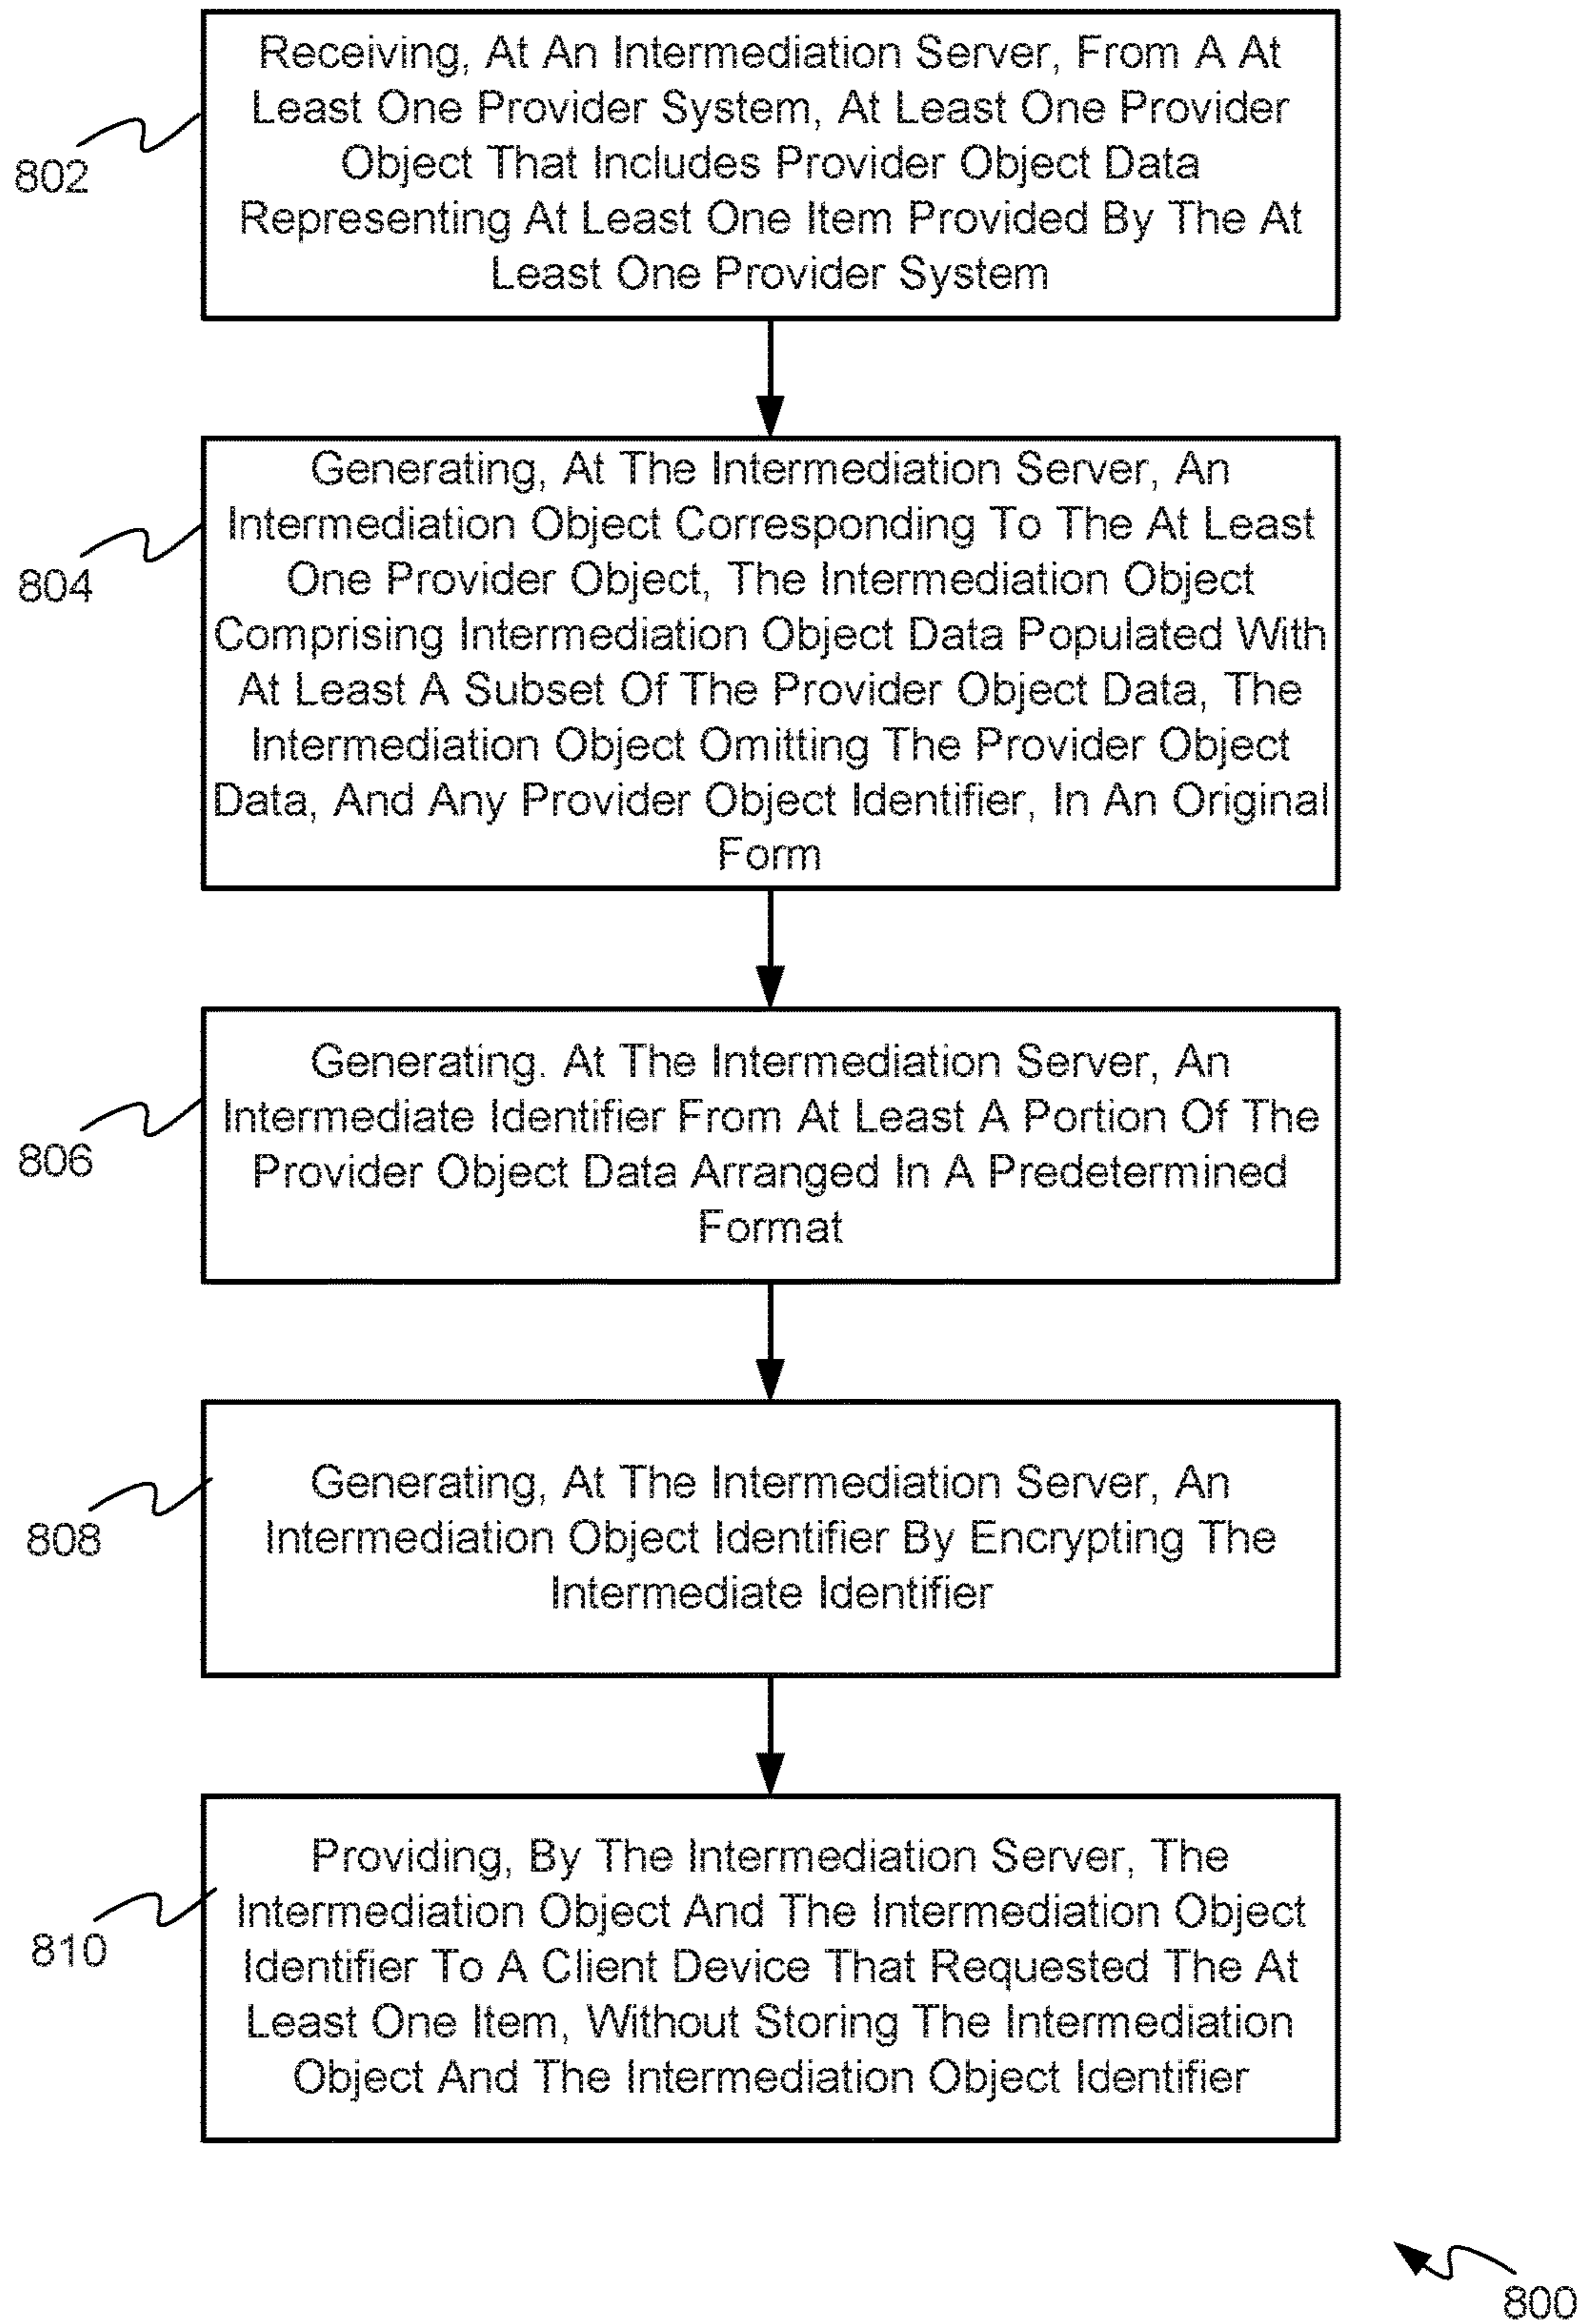 Receiving, At An Intermediation Server, From A At
Least One Provider System, At Least One Provider
Object That Includes Provider Object Data
Representing At Least One Item Provided By The At
Least One Provider System
802
Generating, At The Intermediation Server, An
Intermediation Object Corresponding To The At Least
One Provider Object, The Intermediation Object
Comprising Intermediation Object Data Populated With
At Least A Subset Of The Provider Object Data, The
Intermediation Object Omitting The Provider Object
Data, And Any Provider Object Identifier, In An Original
Form
804
Generating. At The Intermediation Server, An
Intermediate Identifier From At Least A Portion Of The
Provider Object Data Arranged In A Predetermined
Format
806
Generating, At The Intermediation Server, An
Intermediation Object Identifier By Encrypting The
Intermediate Identifier
808
Providing, By The Intermediation Server, The
Intermediation Object And The Intermediation Object
Identifier To A Client Device That Requested The At
Least One Item, Without Storing The Intermediation
Object And The Intermediation Object Identifier
810
800